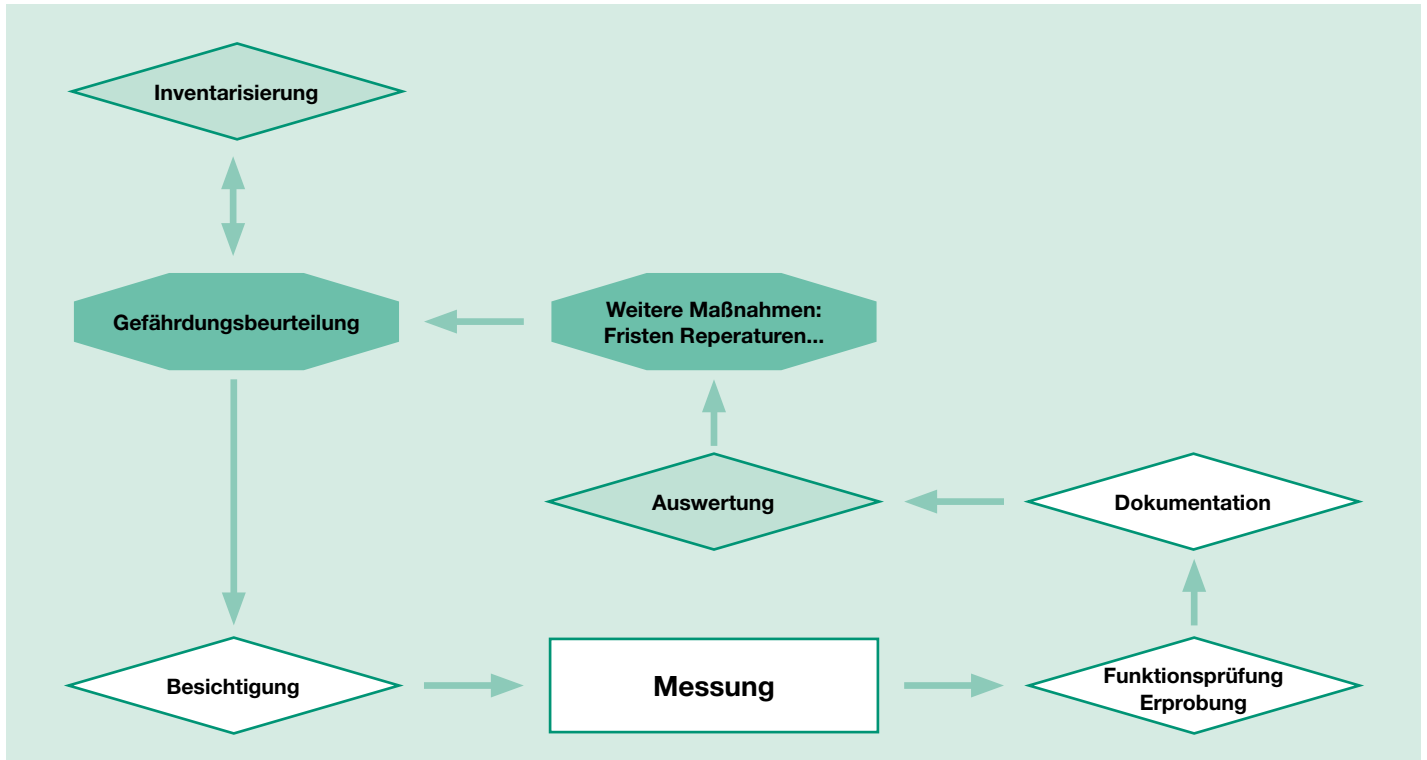 Inventarisierung
Gefährdungsbeurteilung
Weitere Maßnahmen:
Fristen Reperaturen...
Auswertung
Dokumentation
Besichtigung
Messung
Funktionsprüfung
Erprobung